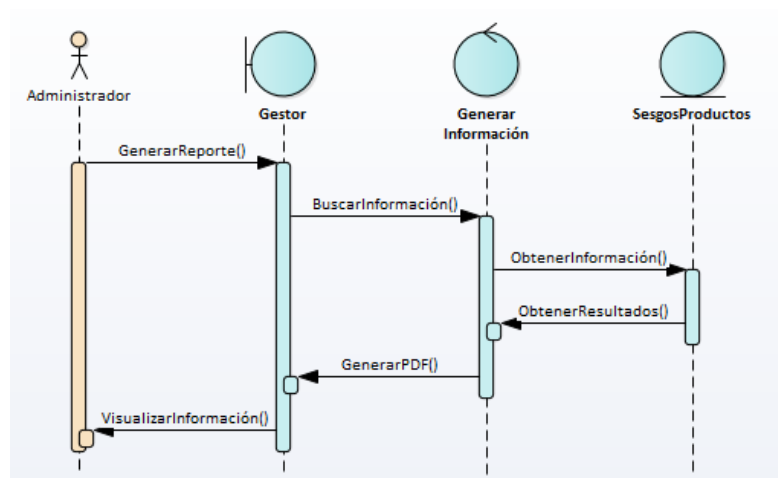 Administrador
Gestor
Generar
Información
SesgosProductos
GenerarReporte()
BuscarInformación()
ObtenerInformación()
ObtenerResultados()
GenerarPDF()
VisualizarInformación()